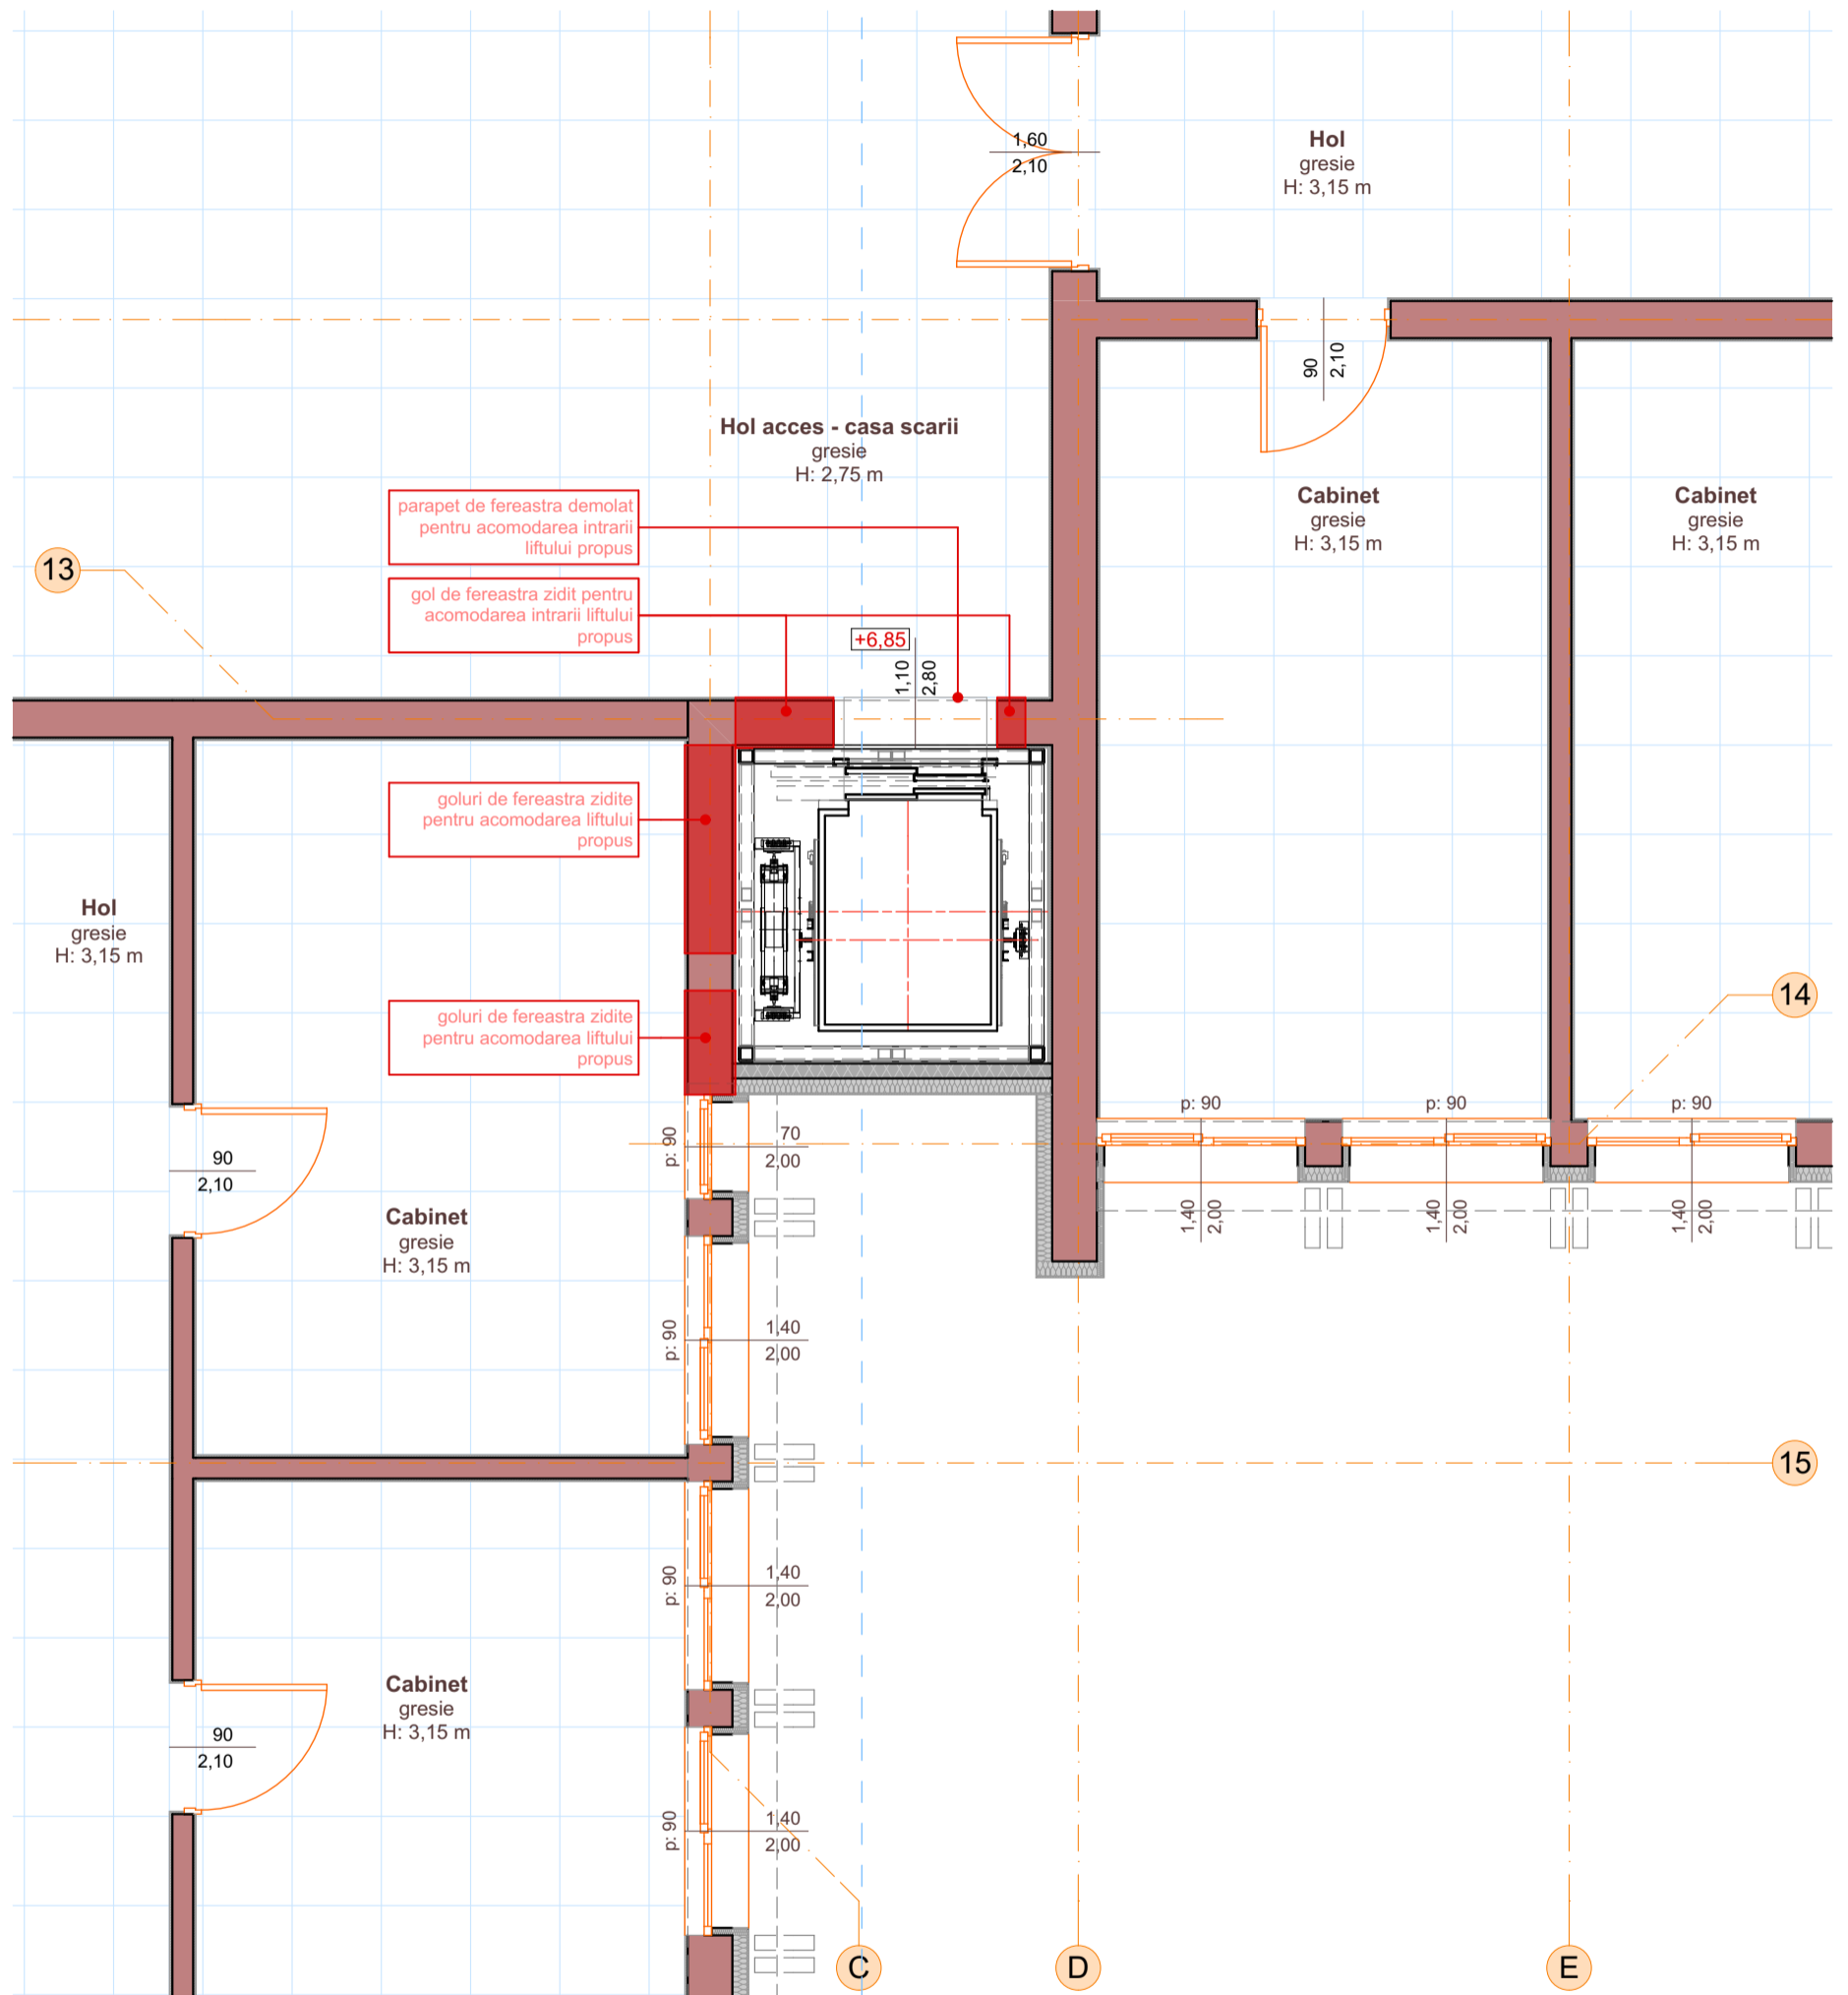 1,60
2,10
Hol
gresie
H: 3,15 m
90
2,10
Hol acces - casa scarii
gresie
H: 2,75 m
Cabinet
gresie
H: 3,15 m
Cabinet
gresie
H: 3,15 m
parapet de fereastra demolat
pentru acomodarea intrarii
liftului propus
13
gol de fereastra zidit pentru
acomodarea intrarii liftului
propus
+6,85
1,10
2,80
goluri de fereastra zidite
pentru acomodarea liftului
propus
Hol
gresie
H: 3,15 m
14
goluri de fereastra zidite
pentru acomodarea liftului
propus
p: 90
p: 90
p: 90
p: 90
70
2,00
90
2,10
1,40
2,00
1,40
2,00
1,40
2,00
Cabinet
gresie
H: 3,15 m
p: 90
1,40
2,00
15
p: 90
1,40
2,00
Cabinet
gresie
H: 3,15 m
90
2,10
p: 90
1,40
2,00
C
D
E